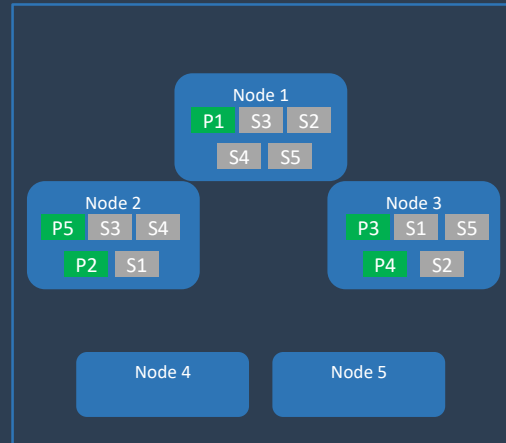 Node 1
P1 S3 S2
S4 S5
Node 2
P5 S3 S4
P2 S1
Node 3
P3 S1 S5
P4 S2
Node 4
Node 5